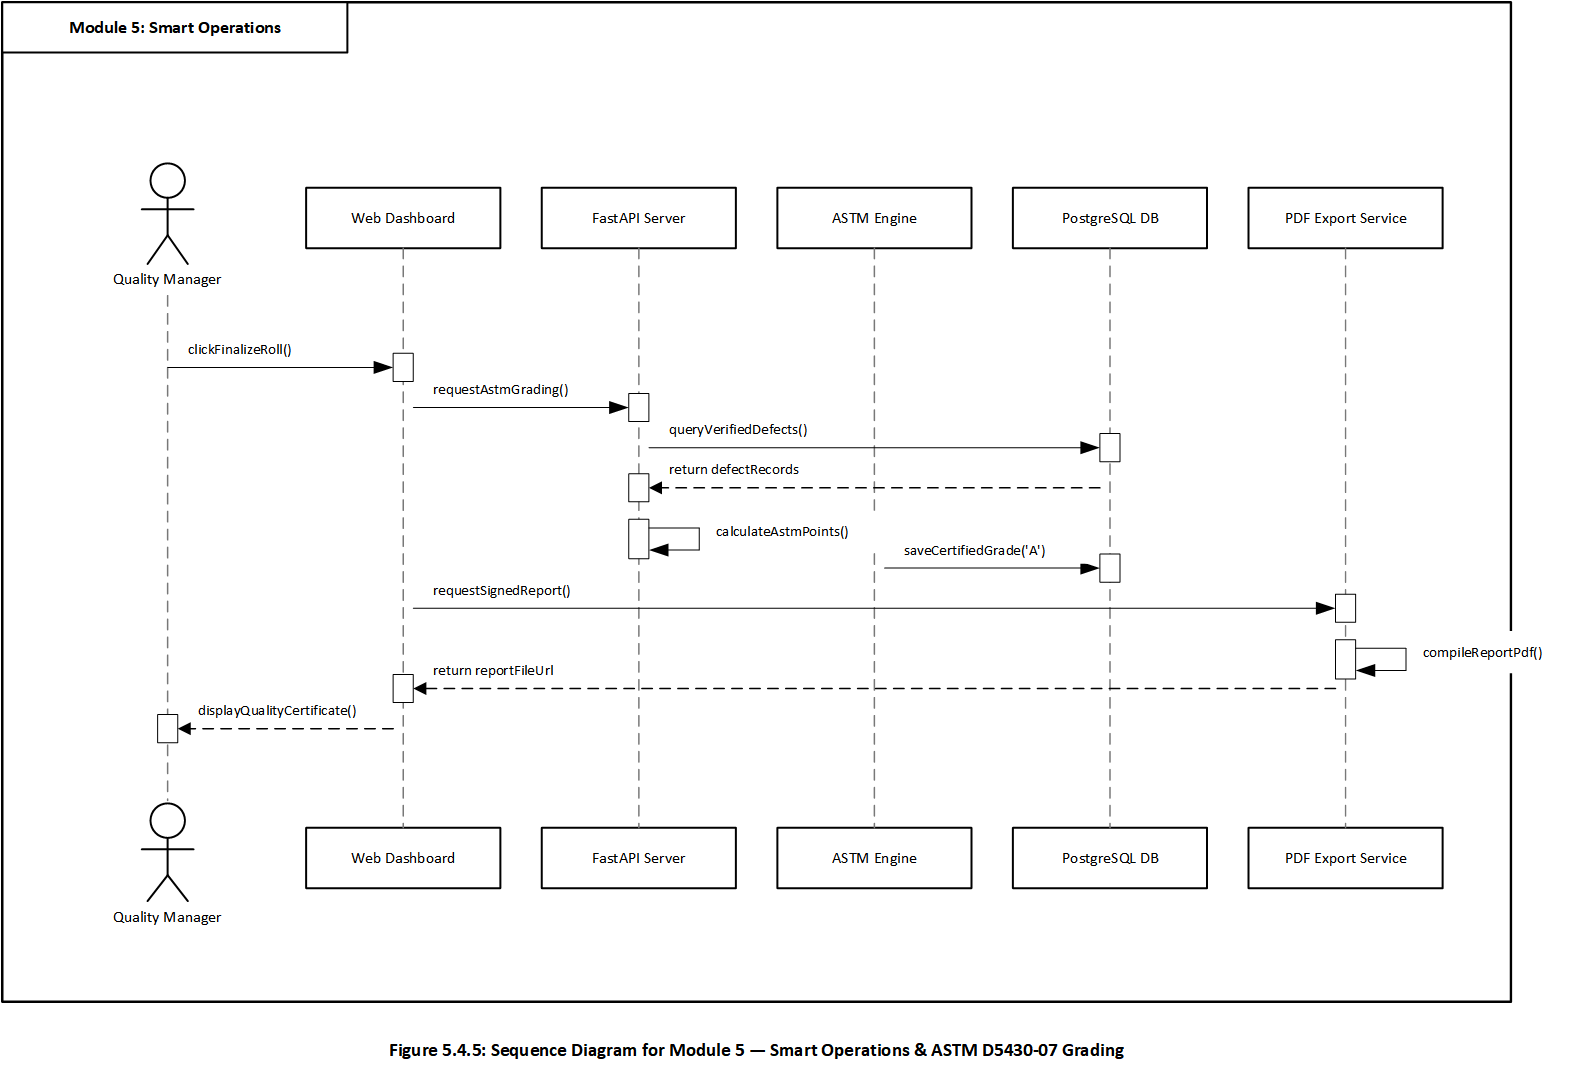 Module 5: Smart Operations
Quality Manager
Web Dashboard
FastAPI Server
ASTM Engine
PostgreSQL DB
PDF Export Service
clickFinalizeRoll()
requestAstmGrading()
queryVerifiedDefects()
return defectRecords
calculateAstmPoints()
saveCertifiedGrade('A')
requestSignedReport()
compileReportPdf()
return reportFileUrl
displayQualityCertificate()
Quality Manager
Web Dashboard
FastAPI Server
ASTM Engine
PostgreSQL DB
PDF Export Service
Figure 5.4.5: Sequence Diagram for Module 5 — Smart Operations & ASTM D5430-07 Grading